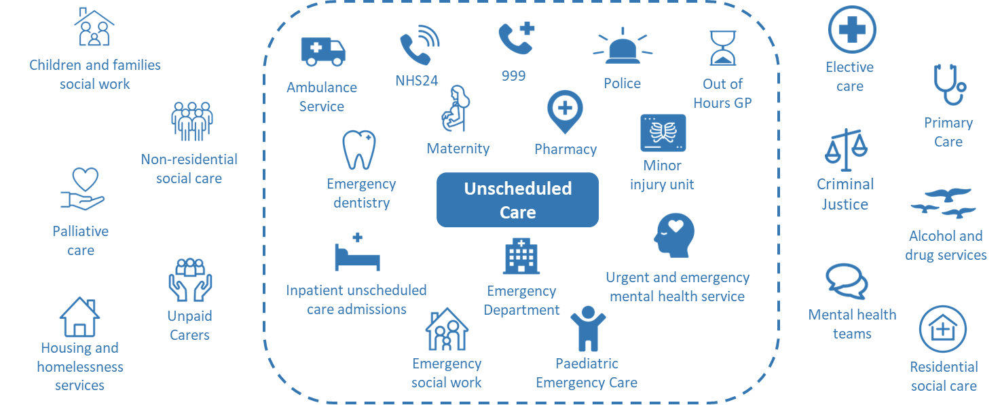 Children and families
social work
Non-residential
social care
Palliative
care
Unpaid
Carers
Housing and
homelessness
services
Ambulance
Service
NHS24
999
Police
Out of
Hours GP
Maternity
Pharmacy
Minor
injury unit
Emergency
dentistry
Unscheduled
Care
Inpatient unscheduled
care admissions
Emergency
Department
Urgent and emergency
mental health service
Emergency
social work
Paediatric
Emergency Care
Elective
care
Primary
Care
Criminal
Justice
Alcohol and
drug services
Mental health
teams
Residential
social care